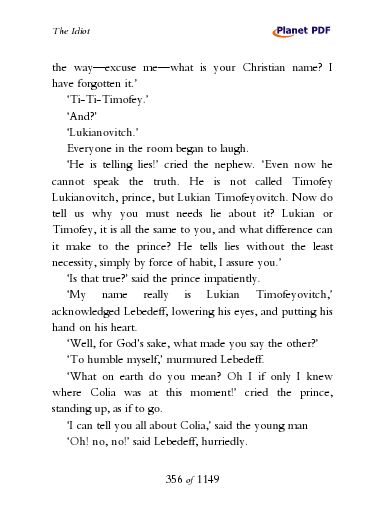 The Idiot
Planet PDF
the way—excuse me—what is your Christian name? I
have forgotten it.’
‘Ti-Ti-Timofey.’
‘And?’
‘Lukianovitch.’
Everyone in the room began to laugh.
‘He is telling lies!’ cried the nephew. ‘Even now he
cannot speak the truth. He is not called Timofey
Lukianovitch, prince, but Lukian Timofeyovitch. Now do
tell us why you must needs lie about it? Lukian or
Timofey, it is all the same to you, and what difference can
it make to the prince? He tells lies without the least
necessity, simply by force of habit, I assure you.’
‘Is that true?’ said the prince impatiently.
‘My name really is Lukian Timofeyovitch,’
acknowledged Lebedeff, lowering his eyes, and putting his
hand on his heart.
‘Well, for God's sake, what made you say the other?’
‘To humble myself,’ murmured Lebedeff.
‘What on earth do you mean? Oh I if only I knew
where Colia was at this moment!’ cried the prince,
standing up, as if to go.
‘I can tell you all about Colia,’ said the young man
‘Oh! no, no!’ said Lebedeff, hurriedly.
356 of 1149